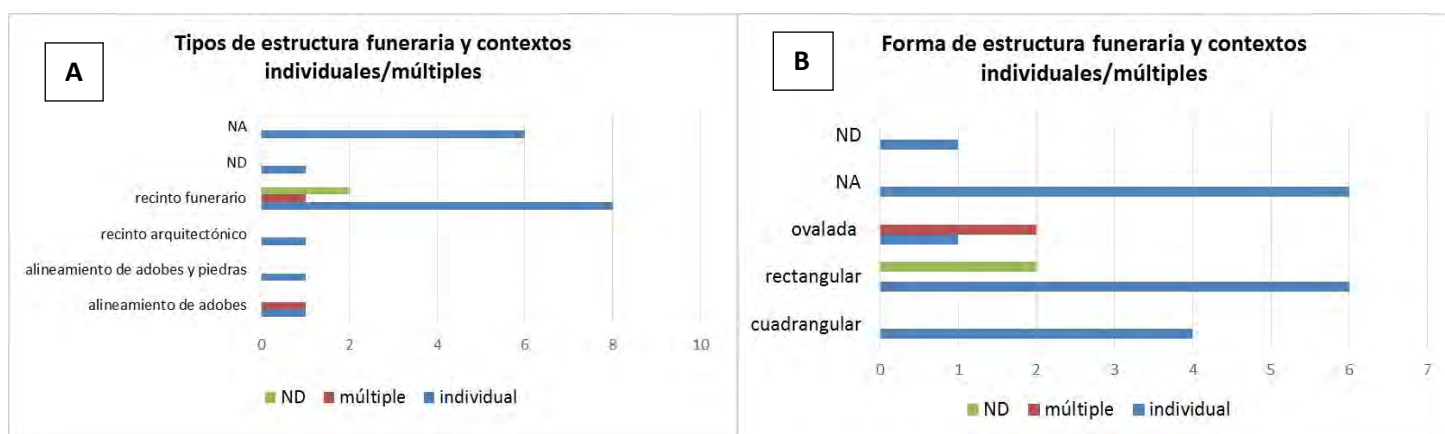 A
Tipos de estructura funeraria y contextos
individuales/múltiples
NA
ND
recinto funerario
recinto arquitectónico
alineamiento de adobes y piedras
alineamiento de adobes
0 2 4 6 8 10
ND múltiple individual
B
Forma de estructura funeraria y contextos
individuales/múltiples
ND
NA
ovalada
rectangular
cuadrangular
0 1 2 3 4 5 6 7
ND múltiple individual